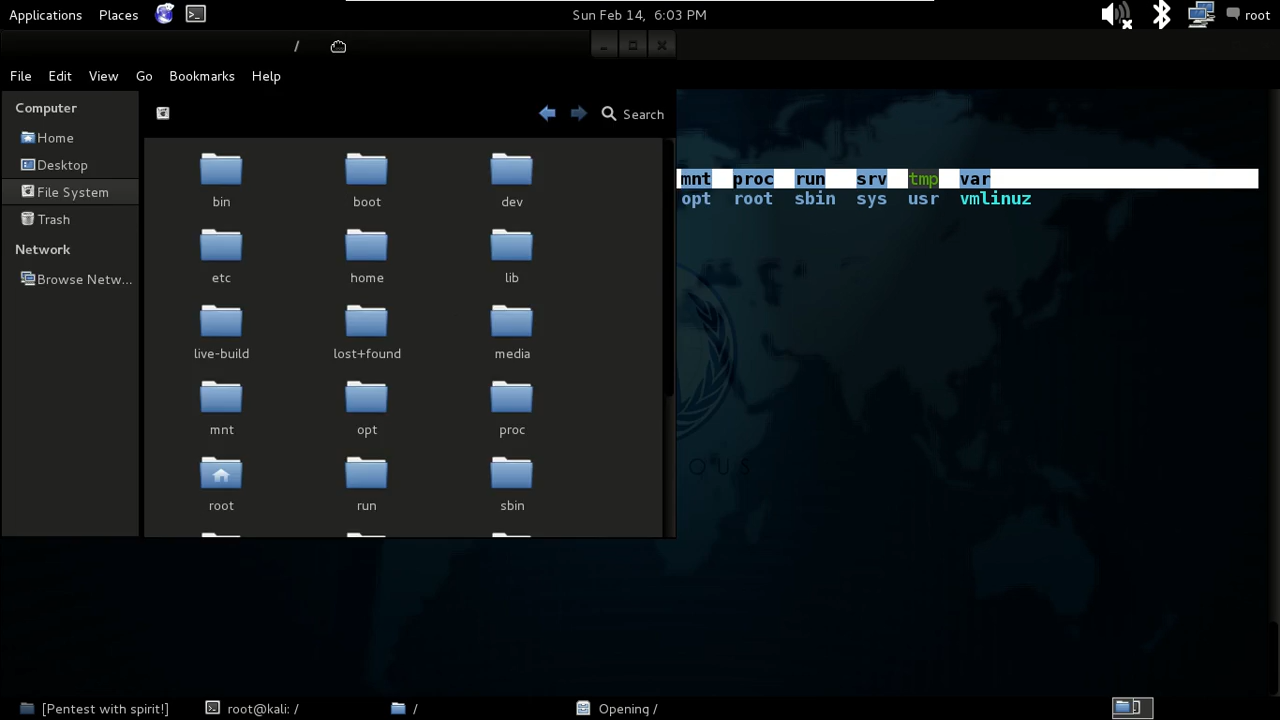 Applications Places Sun Feb 14, 6:03 PM root
/
File Edit View Go Bookmarks Help
Computer
Home
Desktop
File System
Trash
Network
Browse Netw...
Search
bin boot dev
etc home lib
live-build lost+found media
mnt opt proc
root run sbin
mnt proc run srv tmp var
opt root sbin sys usr vmlinuz
QUS
[Pentest with spirit!] root@kali: / / Opening /